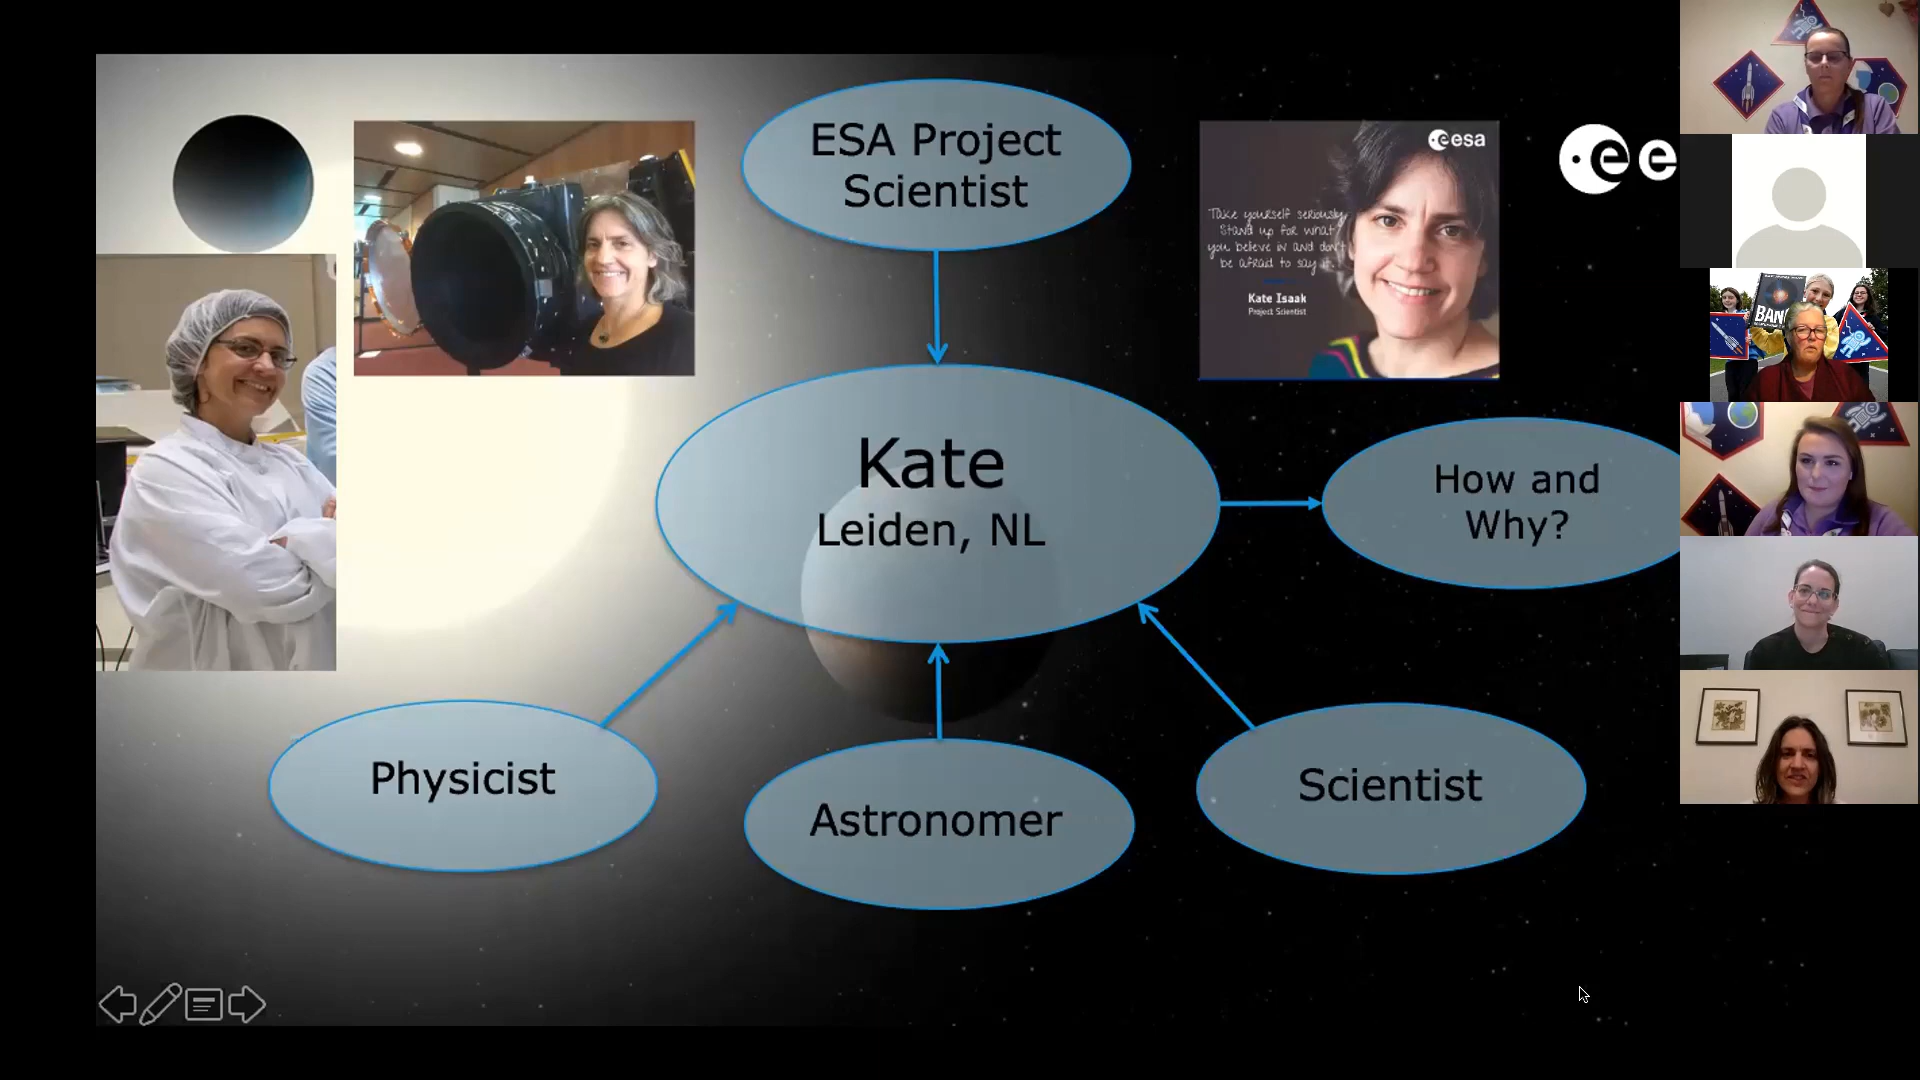 ESA Project
Scientist
esa
Take yourself seriously.
Stand up for what
you believe in and don't
be afraid to say it.
Kate Isaak
Project Scientist
e e
Kate
Leiden, NL
How and
Why?
Physicist
Astronomer
Scientist
BAN